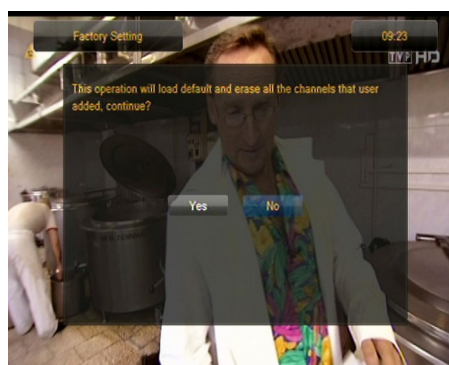 Factory Setting
09:23
TVP HD
This operation will load default and erase all the channels that user
added, continue?
Yes
No